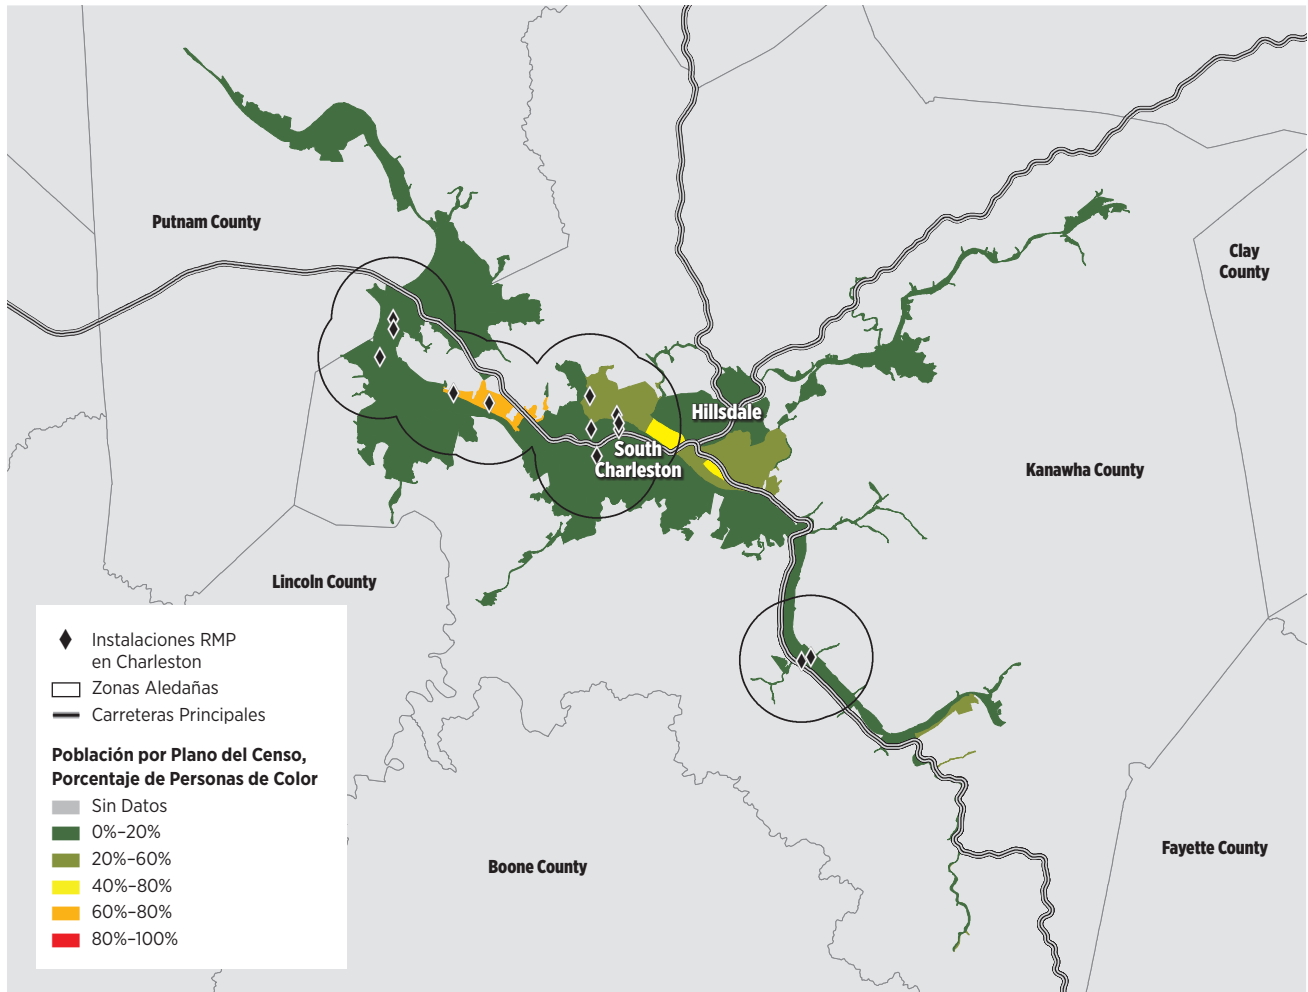 Putnam County
Clay
County
Hillsdale
South
Charleston
Kanawha County
Lincoln County
Boone County
Fayette County
Instalaciones RMP
en Charleston
Zonas Aledañas
Carreteras Principales
Población por Plano del Censo,
Porcentaje de Personas de Color
Sin Datos
0%–20%
20%–60%
40%–80%
60%–80%
80%–100%